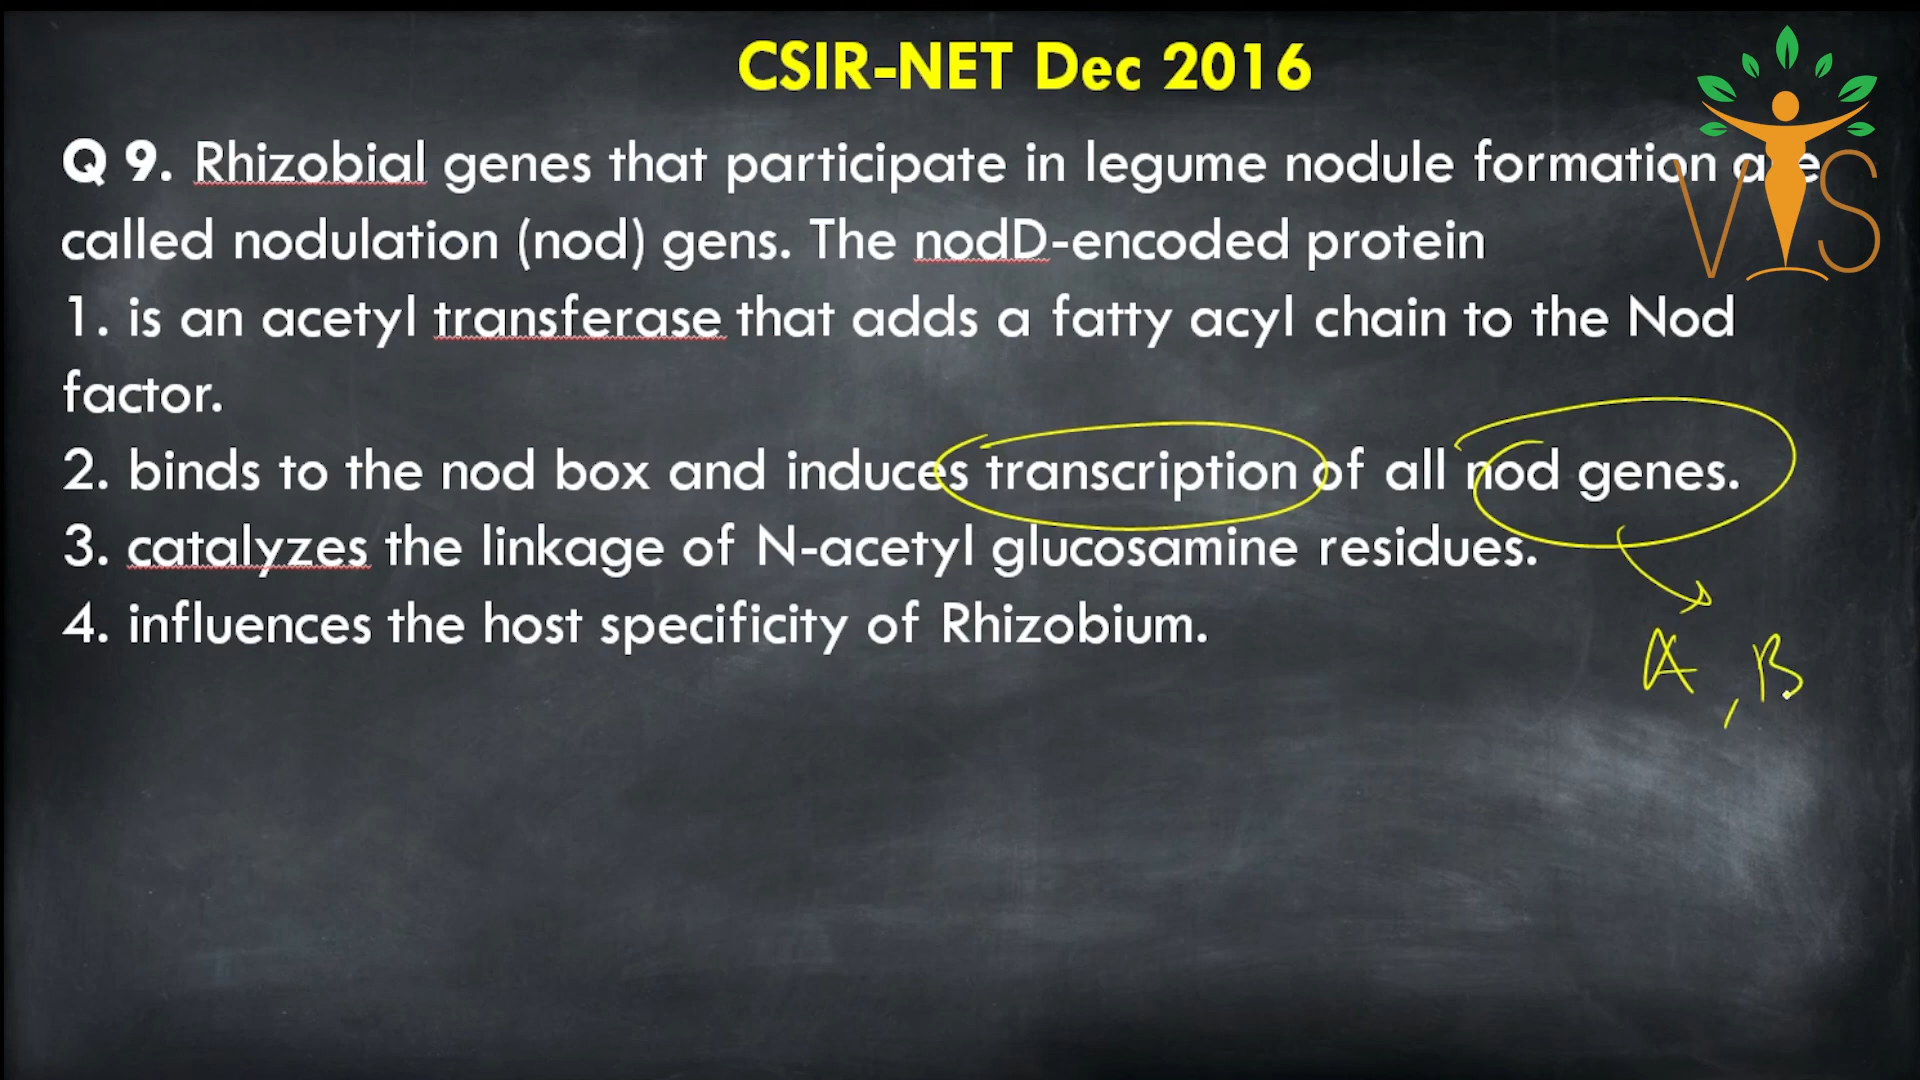 CSIR-NET Dec 2016
Q 9. Rhizobial genes that participate in legume nodule formation are
called nodulation (nod) gens. The nodD-encoded protein
1. is an acetyl transferase that adds a fatty acyl chain to the Nod
factor.
2. binds to the nod box and induces transcription of all nod genes.
3. catalyzes the linkage of N-acetyl glucosamine residues.
4. influences the host specificity of Rhizobium.
A, B
VIS